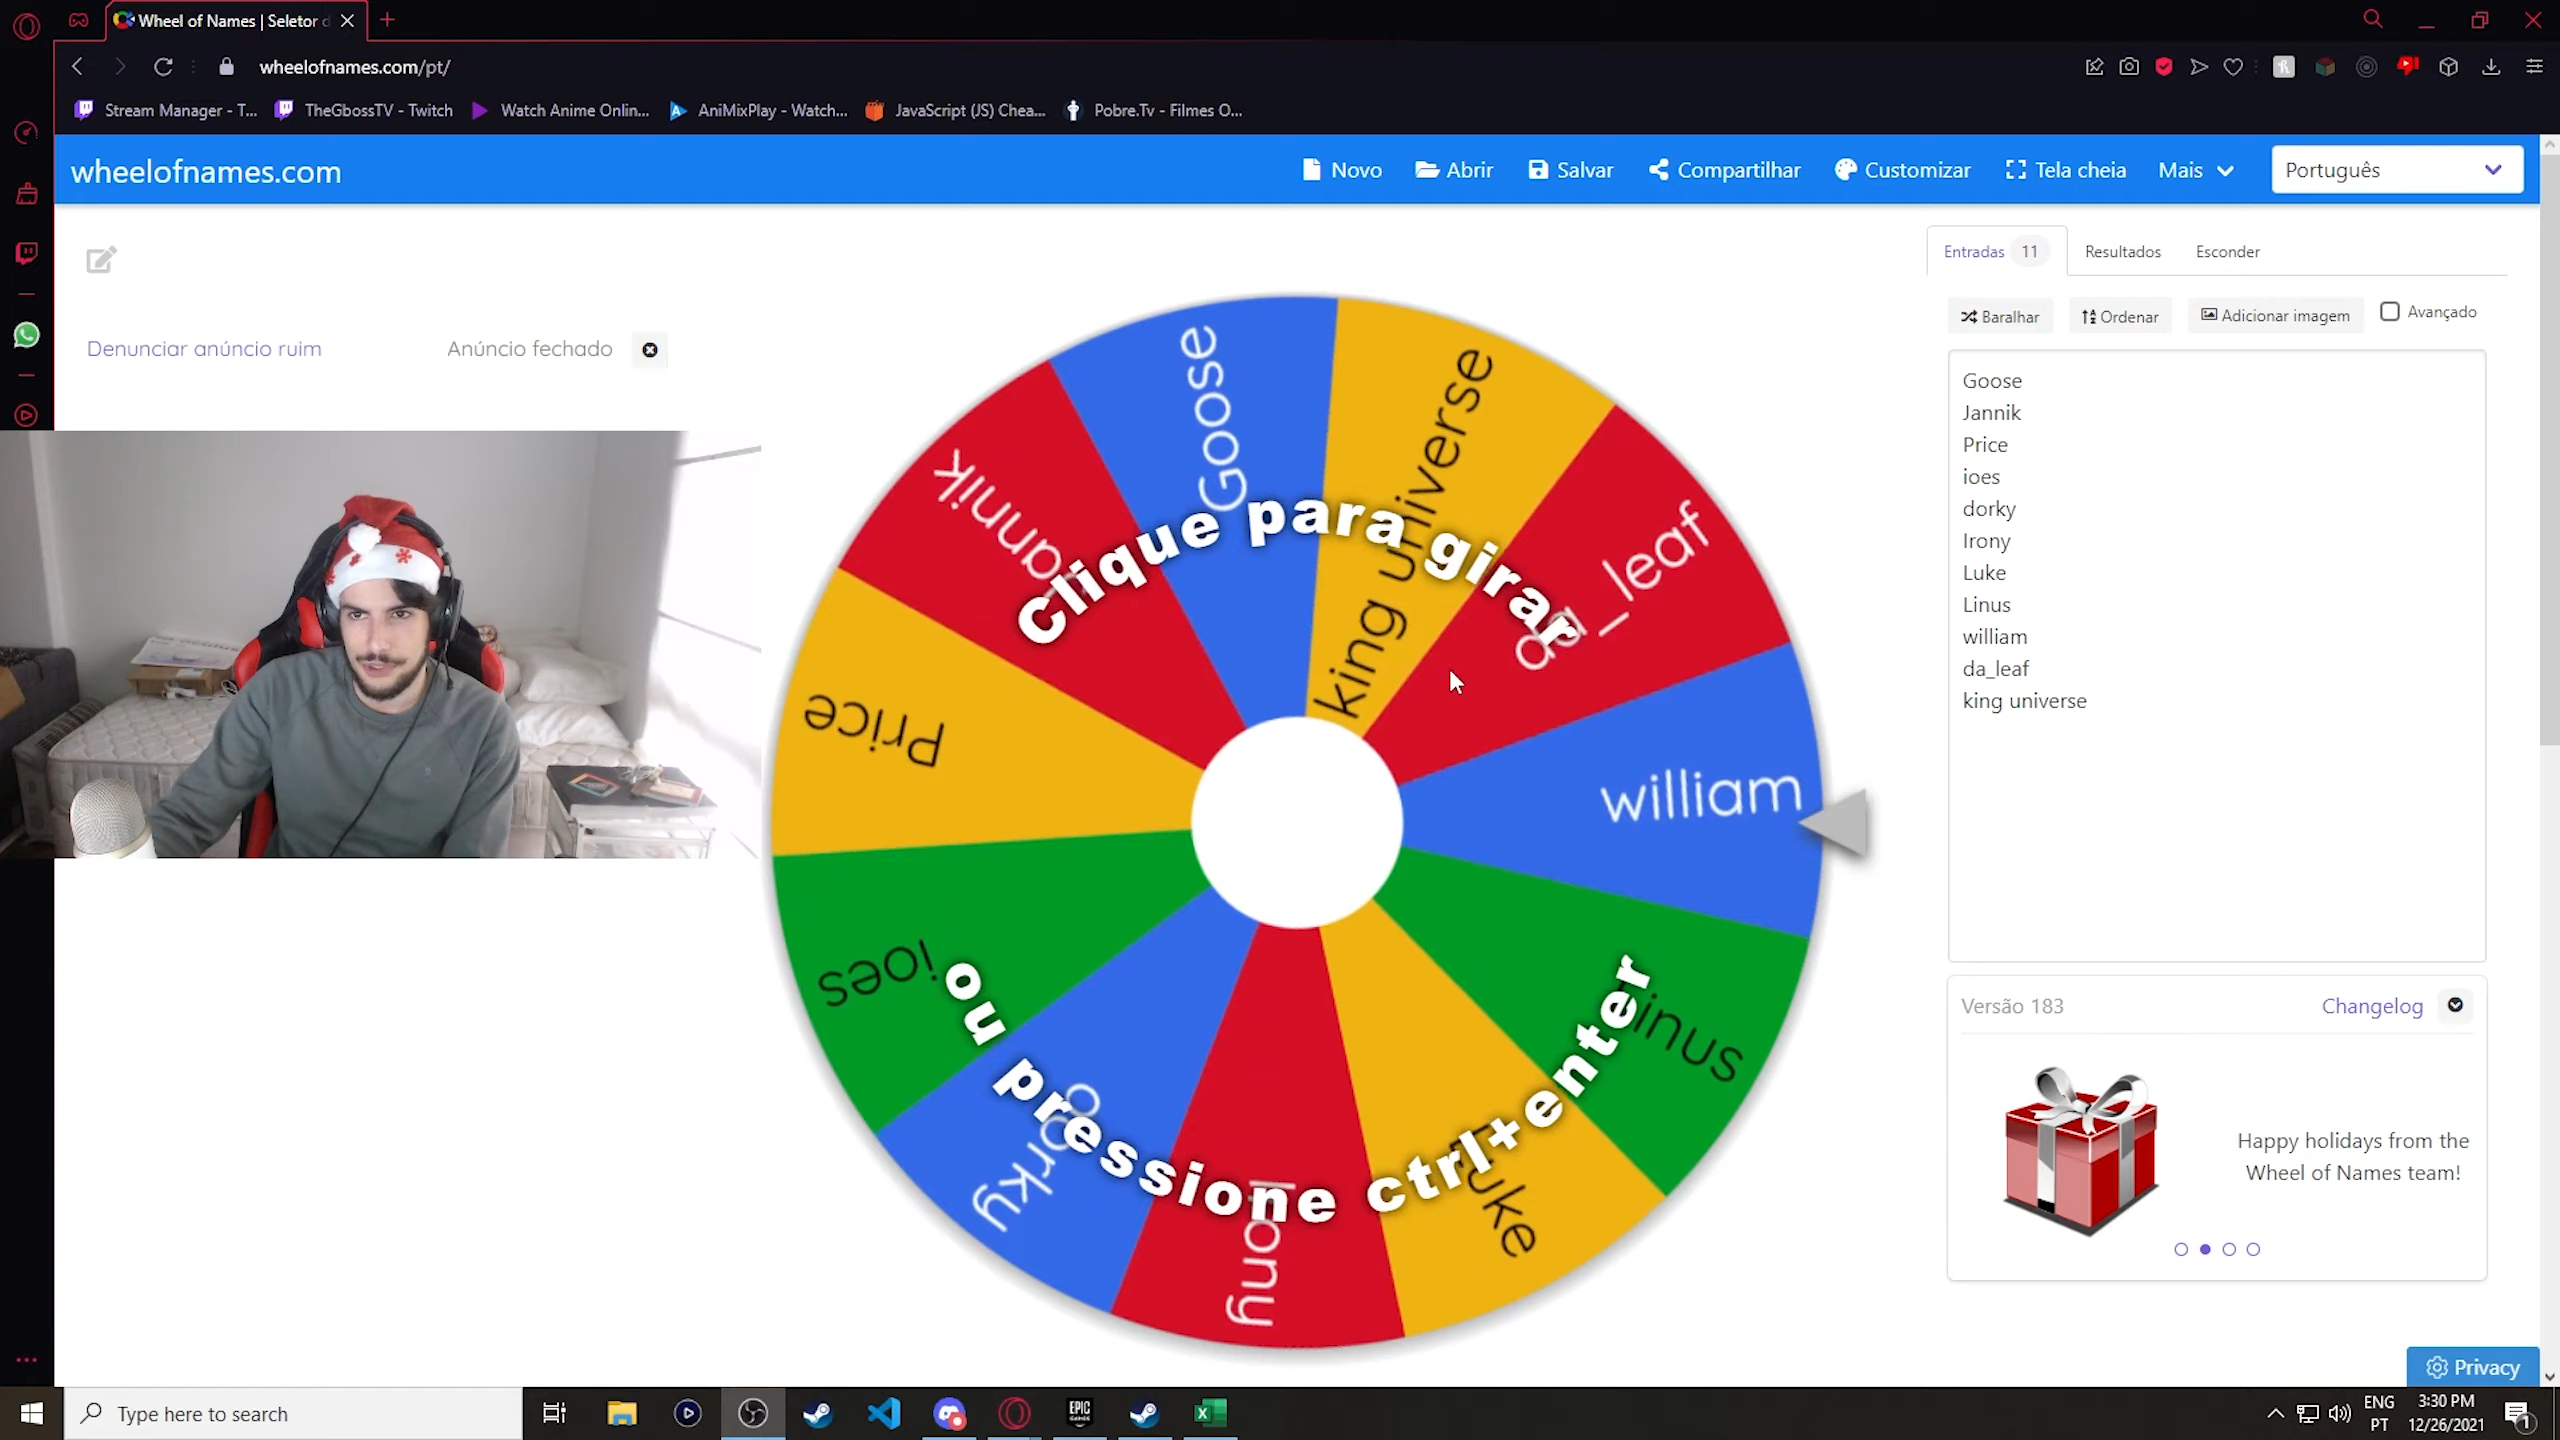 Wheel of Names | Seletor d
wheelofnames.com/pt/
Stream Manager - T...
TheGbossTV - Twitch
Watch Anime Onlin...
AniMixPlay - Watch...
JavaScript (JS) Chea...
Pobre.Tv - Filmes O...
wheelofnames.com
Novo
Abrir
Salvar
Compartilhar
Customizar
Tela cheia
Mais
Português
Denunciar anúncio ruim
Anúncio fechado
Clique para girar
ou pressione ctrl+enter
Goose
king universe
da_leaf
william
Linus
Luke
Irony
dorky
ioes
Price
Jannik
Entradas 11
Resultados
Esconder
Baralhar
Ordenar
Adicionar imagem
Avançado
Goose
Jannik
Price
ioes
dorky
Irony
Luke
Linus
william
da_leaf
king universe
Versão 183
Changelog
Happy holidays from the
Wheel of Names team!
Privacy
Type here to search
EPIC
GAMES
ENG
PT
3:30 PM
12/26/2021
1